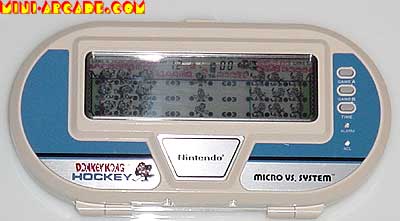 MINI-ARCADE.COM
GAME A
GAME B
TIME
ALARM
ACL
Nintendo
DONKEY KONG
HOCKEY
MICRO VS. SYSTEM